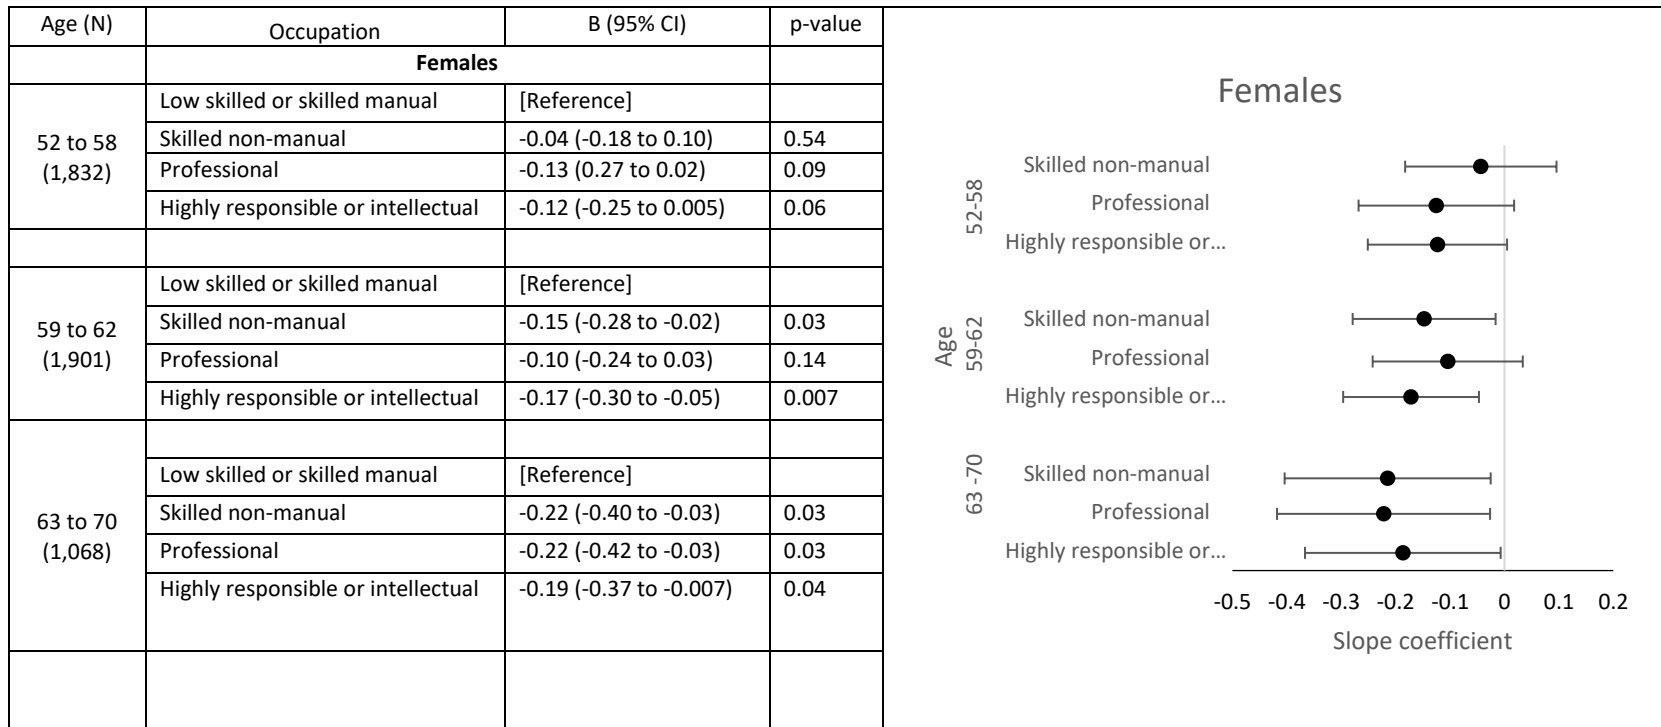 Age (N) Occupation B (95% CI) p-value
Females
52 to 58
(1,832)
Low skilled or skilled manual [Reference]
Skilled non-manual -0.04 (-0.18 to 0.10) 0.54
Professional -0.13 (0.27 to 0.02) 0.09
Highly responsible or intellectual -0.12 (-0.25 to 0.005) 0.06
59 to 62
(1,901)
Low skilled or skilled manual [Reference]
Skilled non-manual -0.15 (-0.28 to -0.02) 0.03
Professional -0.10 (-0.24 to 0.03) 0.14
Highly responsible or intellectual -0.17 (-0.30 to -0.05) 0.007
63 to 70
(1,068)
Low skilled or skilled manual [Reference]
Skilled non-manual -0.22 (-0.40 to -0.03) 0.03
Professional -0.22 (-0.42 to -0.03) 0.03
Highly responsible or intellectual -0.19 (-0.37 to -0.007) 0.04
Females
Age
52-58
Skilled non-manual
Professional
Highly responsible or...
59-62
Skilled non-manual
Professional
Highly responsible or...
63 -70
Skilled non-manual
Professional
Highly responsible or...
-0.5 -0.4 -0.3 -0.2 -0.1 0 0.1 0.2
Slope coefficient